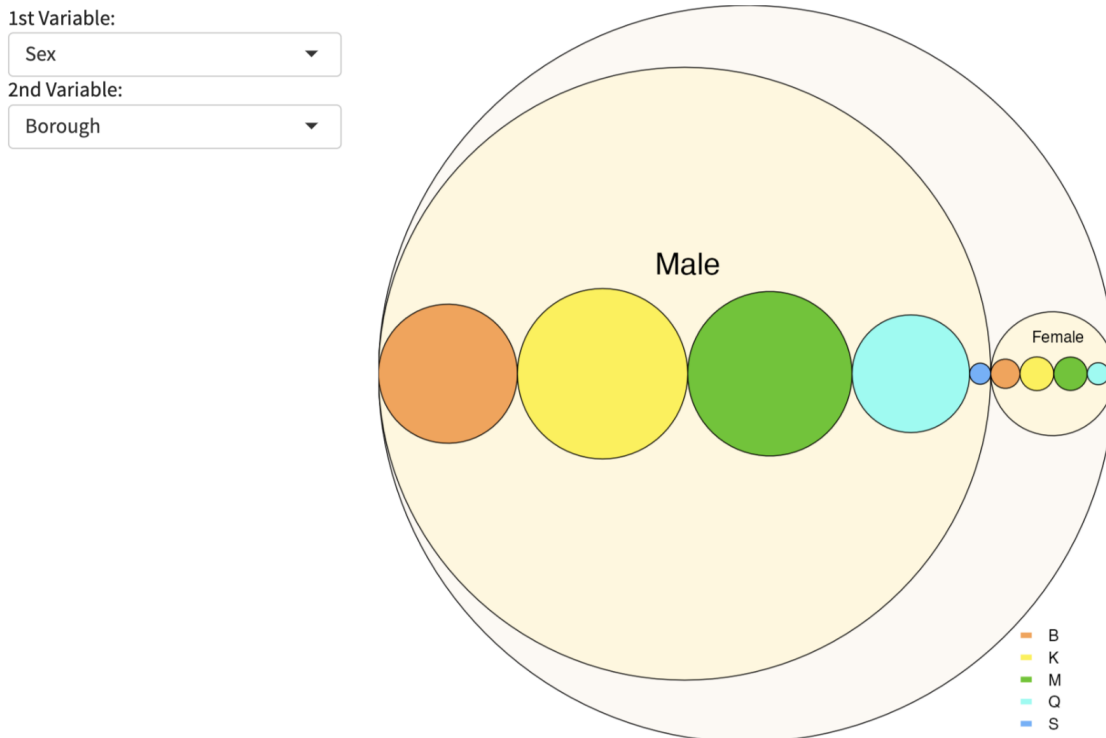 1st Variable:
Sex
2nd Variable:
Borough
Male
Female
B
K
M
Q
S